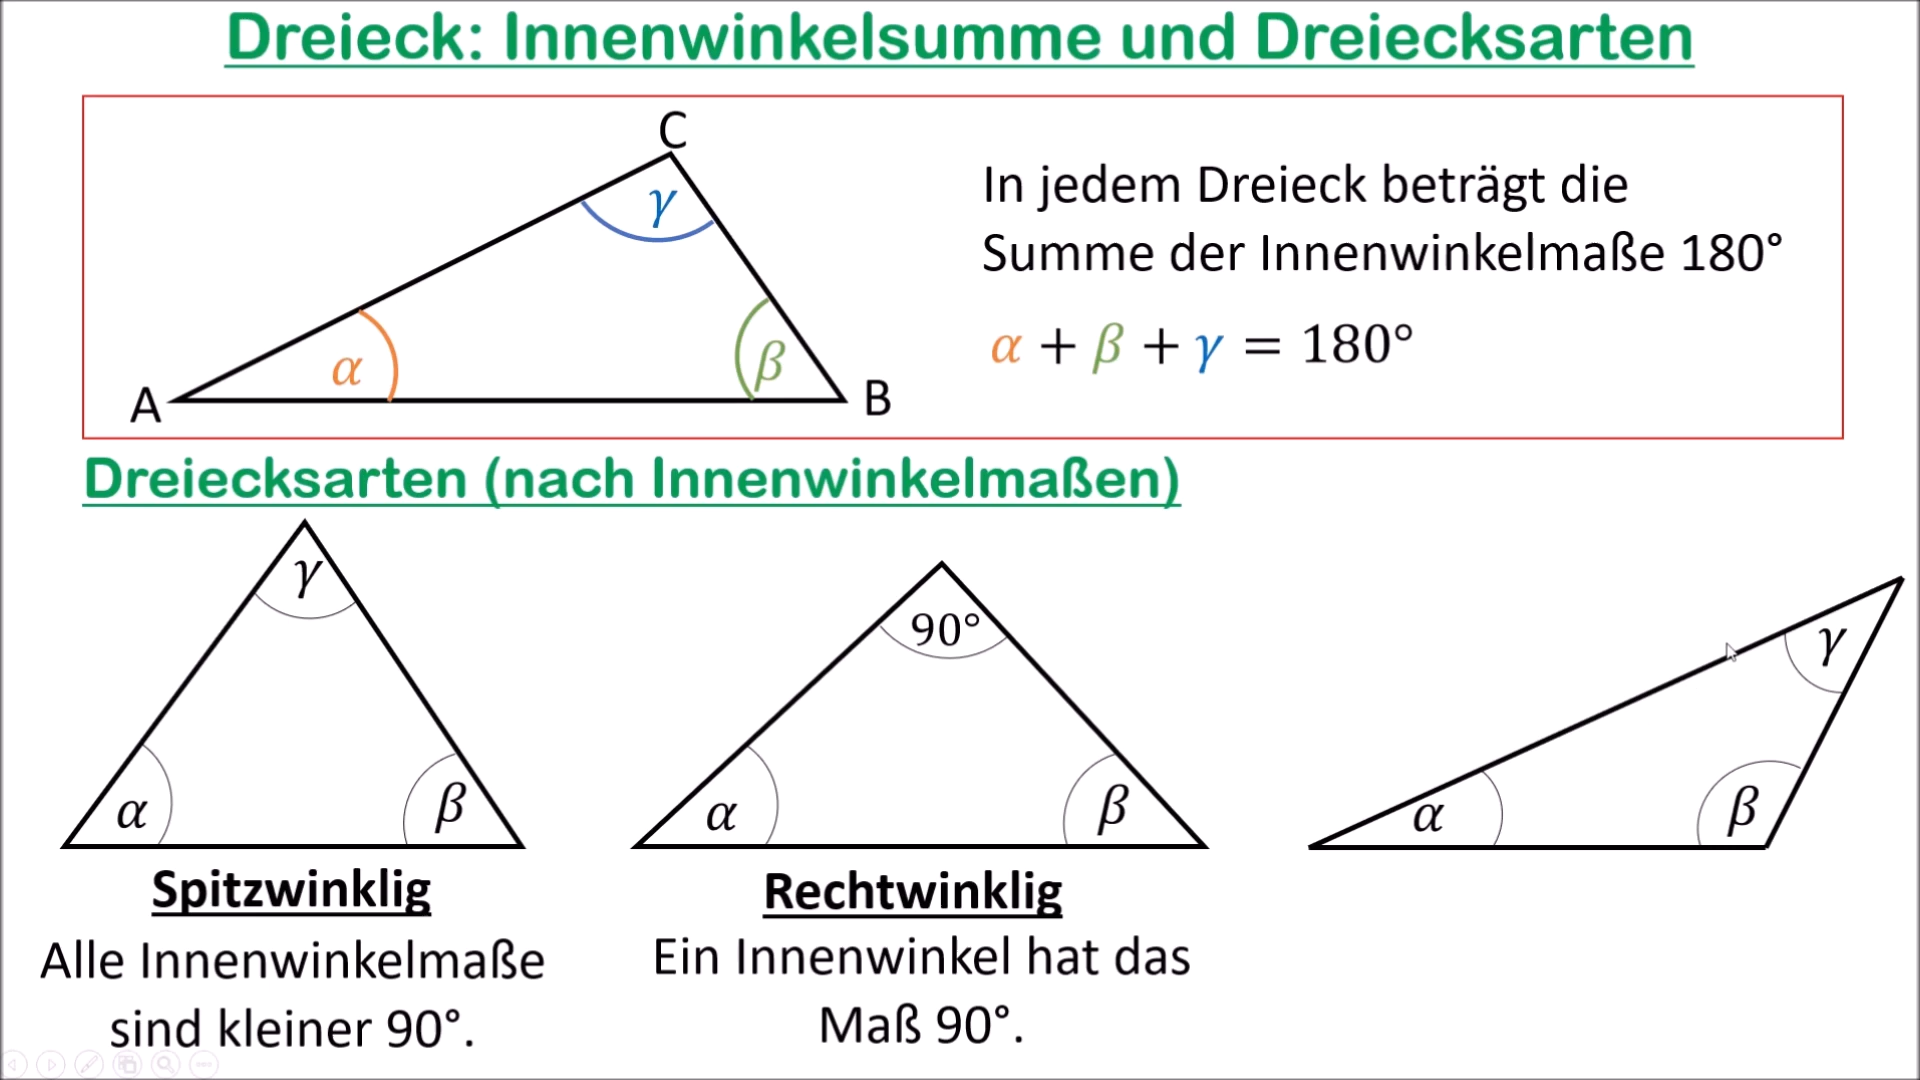 Dreieck: Innenwinkelsumme und Dreiecksarten
C
γ
In jedem Dreieck beträgt die
Summe der Innenwinkelmaße 180°
α + β + γ = 180°
α
β
A
B
Dreiecksarten (nach Innenwinkelmaßen)
γ
α
β
Spitzwinklig
Alle Innenwinkelmaße
sind kleiner 90°.
90°
α
β
Rechtwinklig
Ein Innenwinkel hat das
Maß 90°.
γ
α
β